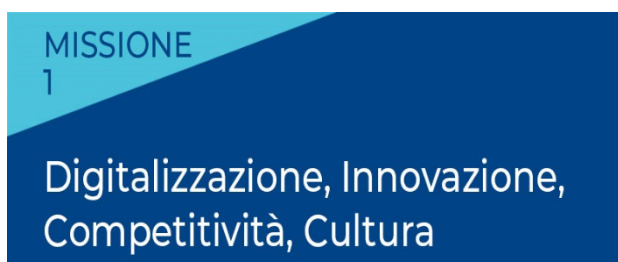 MISSIONE
1
Digitalizzazione, Innovazione,
Competitività, Cultura